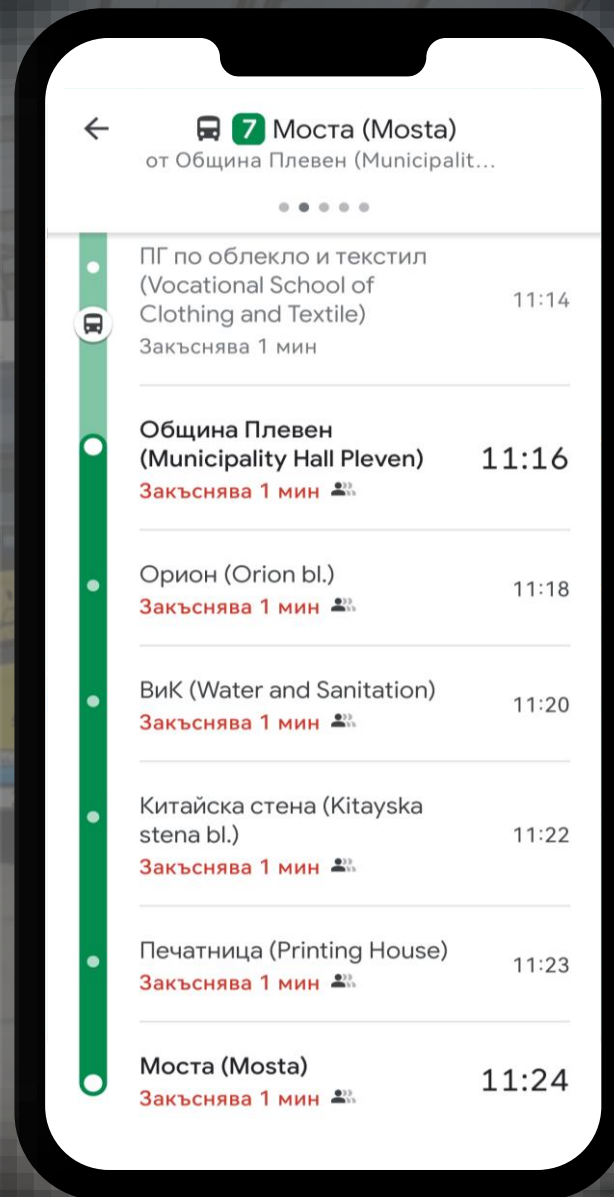 7 Моста (Mosta)
от Община Плевен (Municipalit...
ПГ по облекло и текстил
(Vocational School of
Clothing and Textile)
11:14
Закъснява 1 мин
Община Плевен
(Municipality Hall Pleven)
11:16
Закъснява 1 мин
Орион (Orion bl.)
11:18
Закъснява 1 мин
ВиК (Water and Sanitation)
11:20
Закъснява 1 мин
Китайска стена (Kitayska
stena bl.)
11:22
Закъснява 1 мин
Печатница (Printing House)
11:23
Закъснява 1 мин
Моста (Mosta)
11:24
Закъснява 1 мин